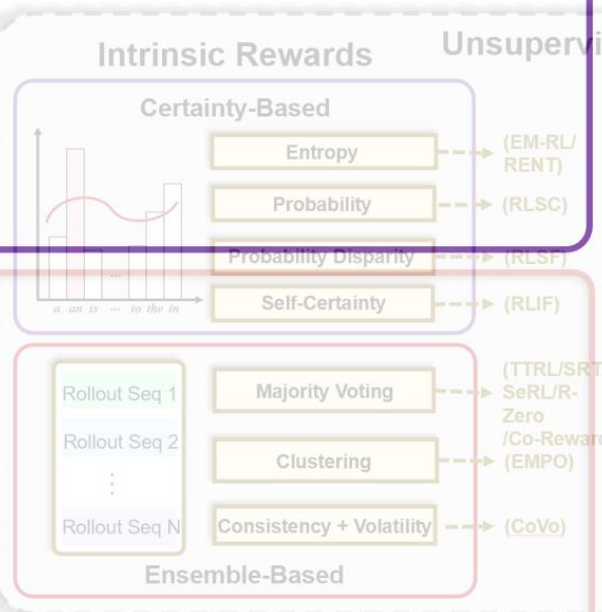 Intrinsic Rewards
Unsupervi
Certainty-Based
Entropy
(EM-RL/
RENT)
Probability
(RLSC)
Probability Disparity
(RLSF)
Self-Certainty
(RLIF)
...
a an is ... to the in
Rollout Seq 1
Rollout Seq 2
⋮
Rollout Seq N
Majority Voting
(TTRL/SRT
SeRL/R-
Zero
/Co-Reward
Clustering
(EMPO)
Consistency + Volatility
(CoVo)
Ensemble-Based